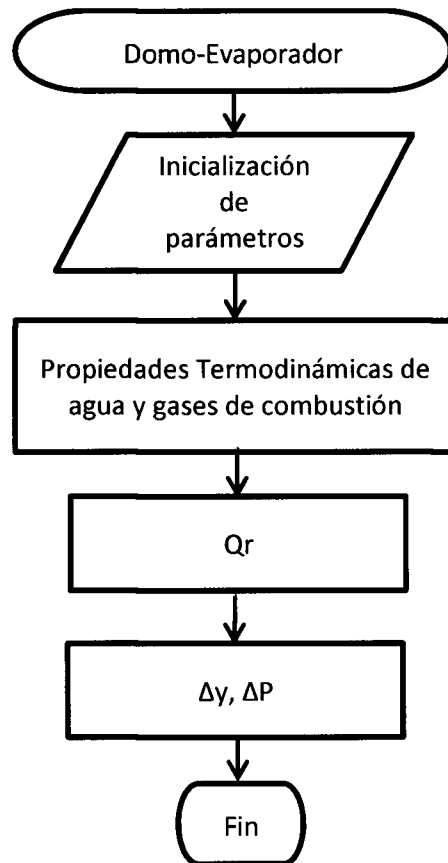 Domo-Evaporador
Inicialización
de
parámetros
Propiedades Termodinámicas de
agua y gases de combustión
Qr
Δy, ΔP
Fin